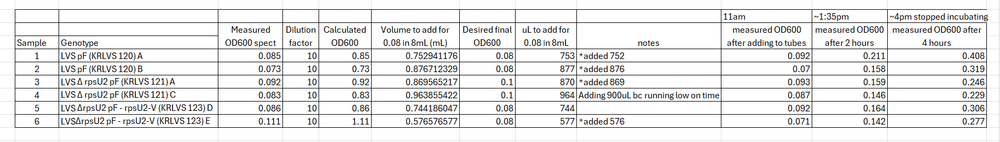 11am ~1:35pm ~4pm stopped incubating
Measured Dilution Calculated Volume to add for Desired final uL to add for measured OD600 measured OD600 measured OD600 after
Sample Genotype OD600 spect factor OD600 0.08 in 8mL (mL) OD600 0.08 in 8mL notes after adding to tubes after 2 hours 4 hours
1 LVS pF (KRLVS 120) A 0.085 10 0.85 0.752941176 0.08 753 *added 752 0.092 0.211 0.408
2 LVS pF (KRLVS 120) B 0.073 10 0.73 0.876712329 0.08 877 *added 876 0.07 0.158 0.319
3 LVS Δ rpsU2 pF (KRLVS 121) A 0.092 10 0.92 0.869565217 0.1 870 *added 869 0.093 0.159 0.246
4 LVS Δ rpsU2 pF (KRLVS 121) C 0.083 10 0.83 0.963855422 0.1 964 Adding 900uL bc running low on time 0.087 0.146 0.229
5 LVS ΔrpsU2 pF - rpsU2-V (KRLVS 123) D 0.086 10 0.86 0.744186047 0.08 744 0.092 0.164 0.306
6 LVSΔrpsU2 pF - rpsU2-V (KRLVS 123) E 0.111 10 1.11 0.576576577 0.08 577 *added 576 0.071 0.142 0.277